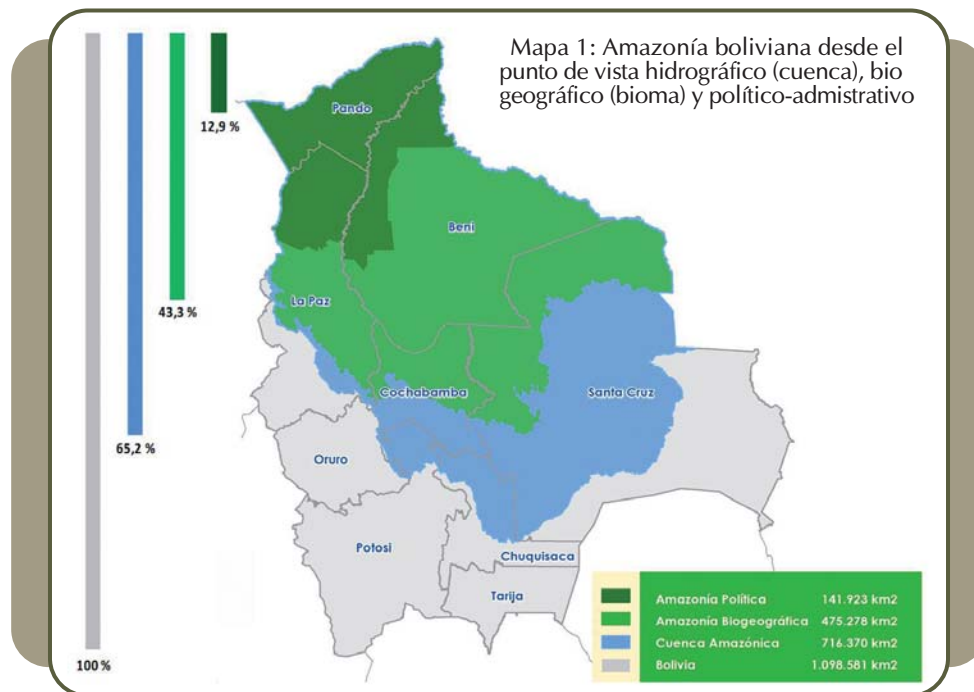 Mapa 1: Amazonía boliviana desde el
punto de vista hidrográfico (cuenca), bio
geográfico (bioma) y político-admistrativo
12,9 %
43,3 %
65,2 %
100 %
Pando
Beni
La Paz
Cochabamba
Santa Cruz
Oruro
Potosi
Chuquisaca
Tarija
Amazonía Política 141.923 km2
Amazonía Biogeográfica 475.278 km2
Cuenca Amazónica 716.370 km2
Bolivia 1.098.581 km2